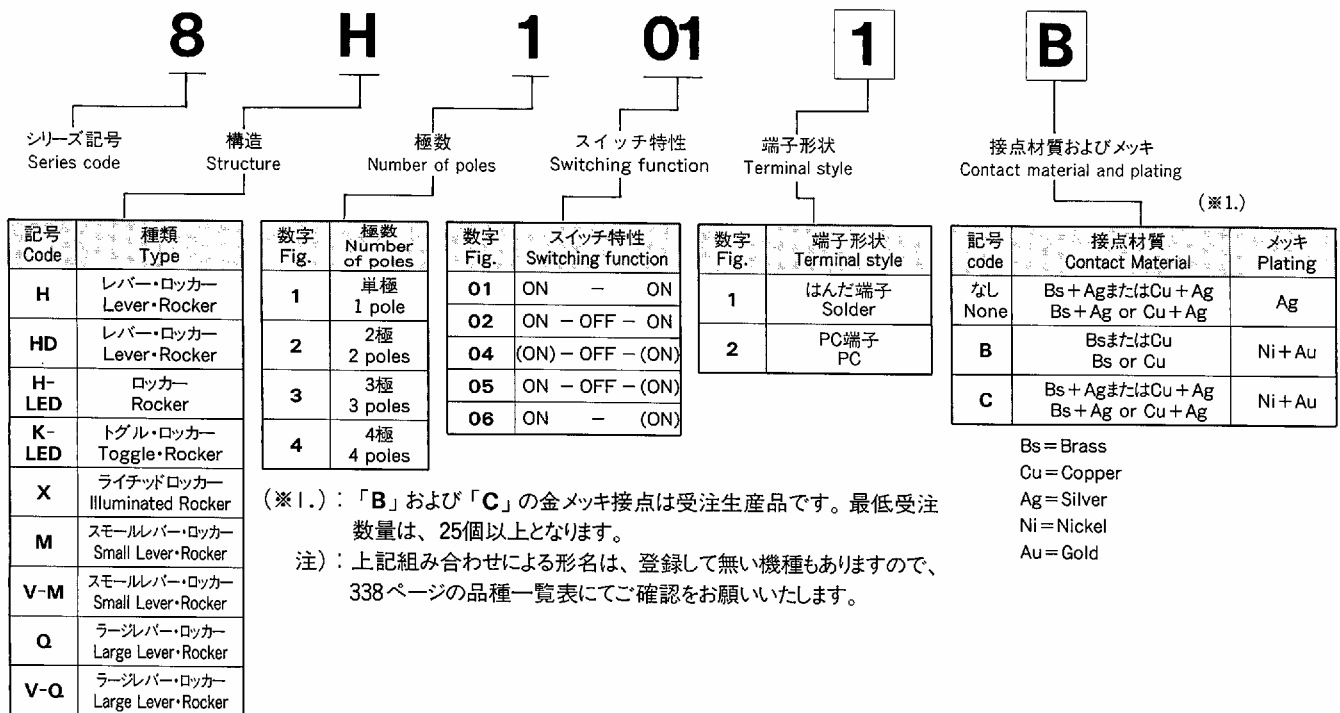 8 H 1 01 1 B
シリーズ記号
Series code
構造
Structure
極数
Number of poles
スイッチ特性
Switching function
端子形状
Terminal style
接点材質およびメッキ
Contact material and plating
(※1.)
記号 種類
Code Type
H レバー・ロッカー
Lever・Rocker
HD レバー・ロッカー
Lever・Rocker
H-LED ロッカー
Rocker
K-LED トグル・ロッカー
Toggle・Rocker
X ライチッドロッカー
Illuminated Rocker
M スモールレバー・ロッカー
Small Lever・Rocker
V-M スモールレバー・ロッカー
Small Lever・Rocker
Q ラージレバー・ロッカー
Large Lever・Rocker
V-Q ラージレバー・ロッカー
Large Lever・Rocker
数字 極数
Fig. Number of poles
1 単極
1 pole
2 2極
2 poles
3 3極
3 poles
4 4極
4 poles
数字 スイッチ特性
Fig. Switching function
01 ON − ON
02 ON − OFF − ON
04 (ON) − OFF − (ON)
05 ON − OFF − (ON)
06 ON − (ON)
数字 端子形状
Fig. Terminal style
1 はんだ端子
Solder
2 PC端子
PC
記号 接点材質 メッキ
code Contact Material Plating
なし Bs+AgまたはCu+Ag
None Bs+Ag or Cu+Ag Ag
B BsまたはCu
Bs or Cu Ni+Au
C Bs+AgまたはCu+Ag
Bs+Ag or Cu+Ag Ni+Au
Bs=Brass
Cu=Copper
Ag=Silver
Ni=Nickel
Au=Gold
(※1.):「B」および「C」の金メッキ接点は受注生産品です。最低受注
数量は、25個以上となります。
注):上記組み合わせによる形名は、登録して無い機種もありますので、
338ページの品種一覧表にてご確認をお願いいたします。